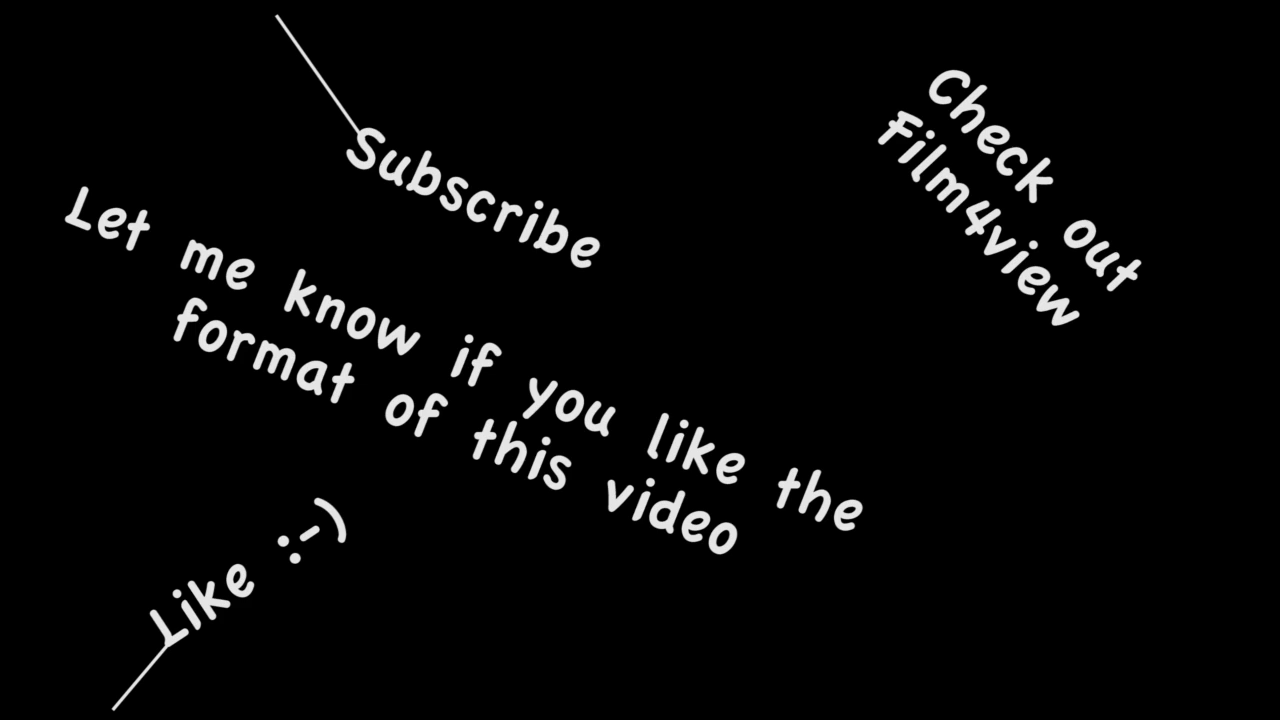 Subscribe
Check out
Film4view
Let me know if you like the
format of this video
Like :-)